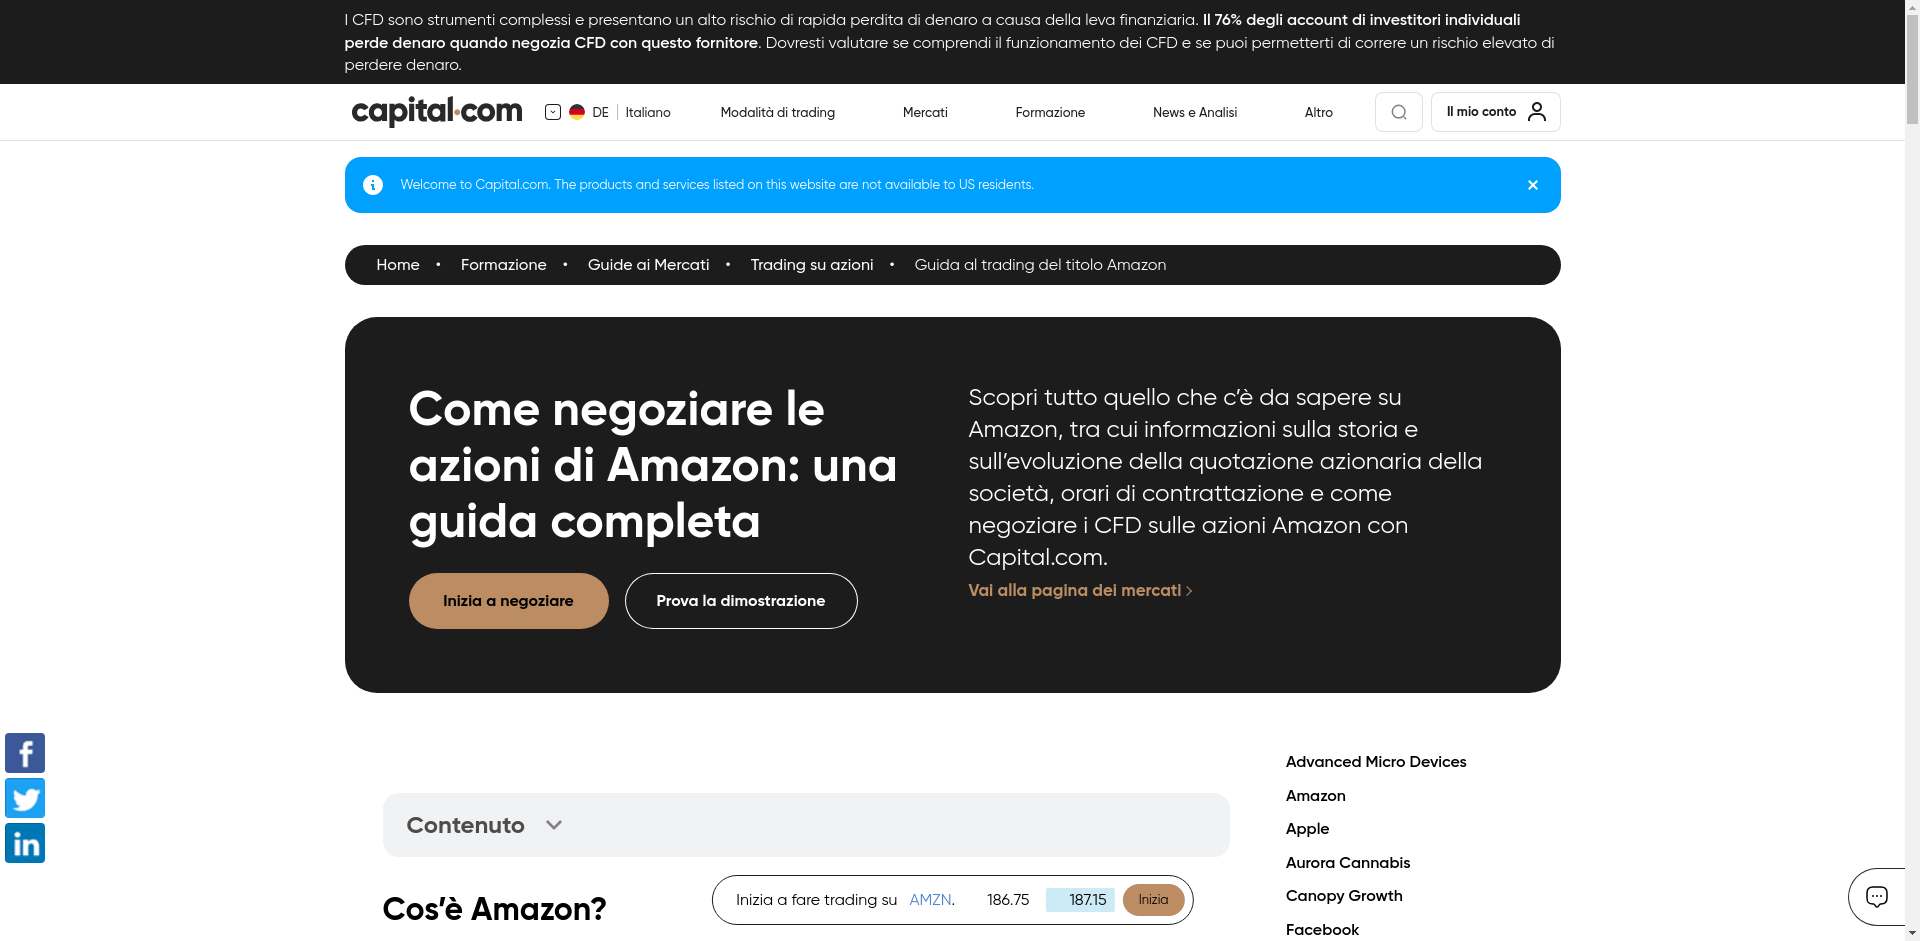 I CFD sono strumenti complessi e presentano un alto rischio di rapida perdita di denaro a causa della leva finanziaria. Il 76% degli account di investitori individuali
perde denaro quando negozia CFD con questo fornitore. Dovresti valutare se comprendi il funzionamento dei CFD e se puoi permetterti di correre un rischio elevato di
perdere denaro.
capital.com DE Italiano Modalità di trading Mercati Formazione News e Analisi Altro Il mio conto
Welcome to Capital.com. The products and services listed on this website are not available to US residents.
Home • Formazione • Guide ai Mercati • Trading su azioni • Guida al trading del titolo Amazon
Come negoziare le
azioni di Amazon: una
guida completa
Inizia a negoziare Prova la dimostrazione
Scopri tutto quello che c’è da sapere su
Amazon, tra cui informazioni sulla storia e
sull’evoluzione della quotazione azionaria della
società, orari di contrattazione e come
negoziare i CFD sulle azioni Amazon con
Capital.com.
Vai alla pagina dei mercati
Contenuto
Cos’è Amazon?
Inizia a fare trading su AMZN. 186.75 187.15 Inizia
Advanced Micro Devices
Amazon
Apple
Aurora Cannabis
Canopy Growth
Facebook